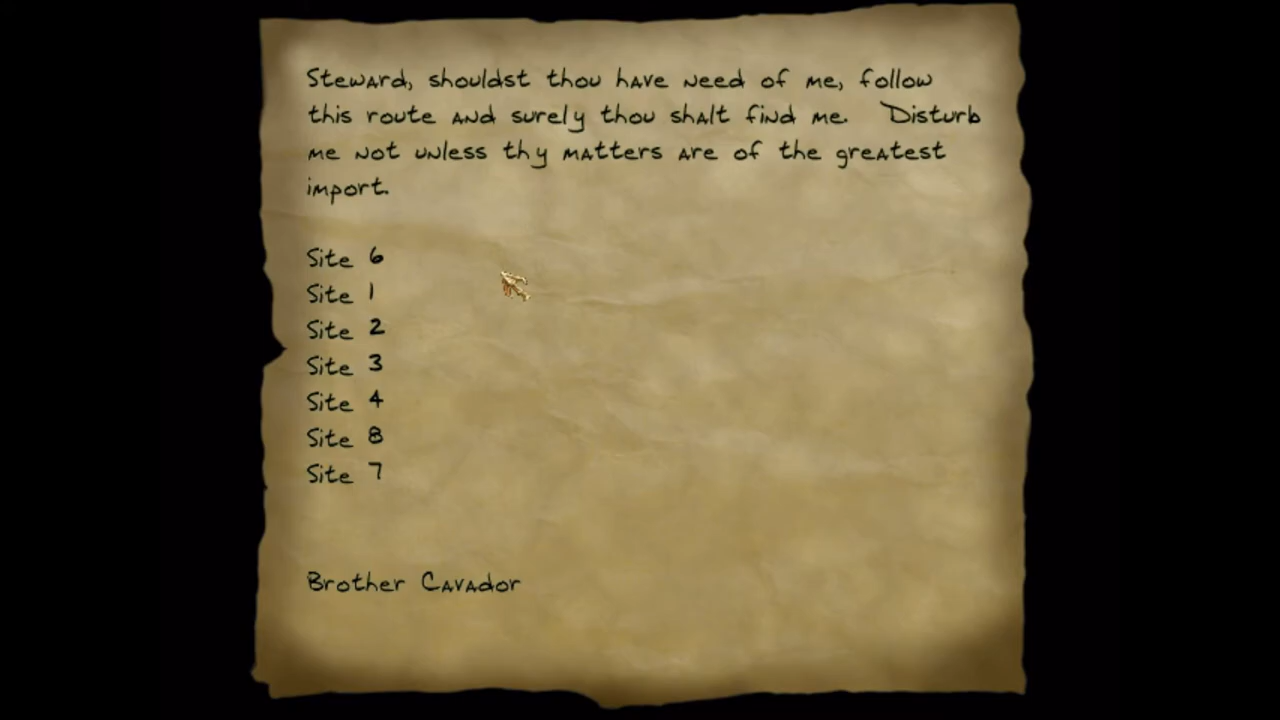 Steward, shouldst thou have need of me, follow
this route and surely thou shalt find me. Disturb
me not unless thy matters are of the greatest
import.
Site 6
Site 1
Site 2
Site 3
Site 4
Site 8
Site 7
Brother Cavador